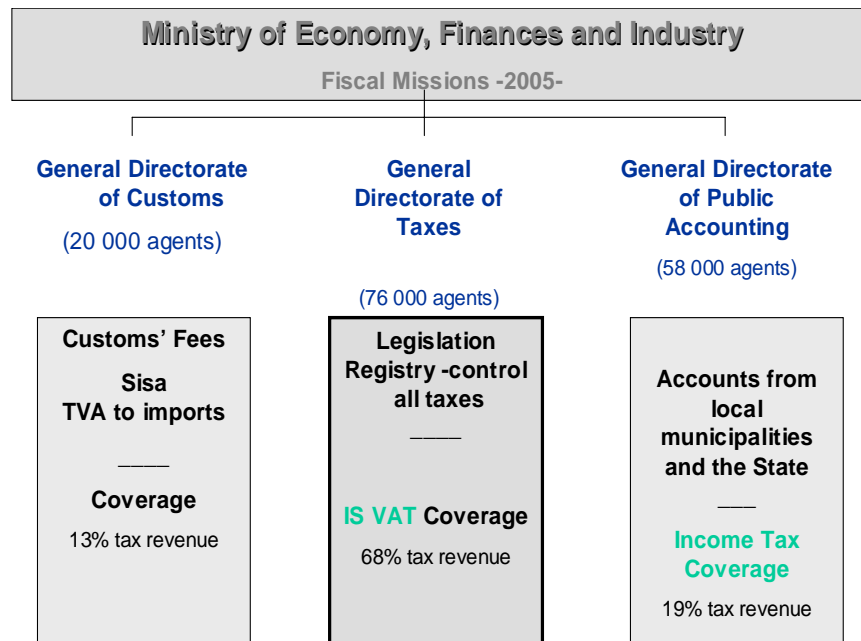 Ministry of Economy, Finances and Industry
Fiscal Missions -2005-
General Directorate
of Customs
(20 000 agents)
General
Directorate of
Taxes
(76 000 agents)
General Directorate
of Public
Accounting
(58 000 agents)
Customs’ Fees
Sisa
TVA to imports
____
Coverage
13% tax revenue
Legislation
Registry -control
all taxes
____
IS VAT Coverage
68% tax revenue
Accounts from
local
municipalities
and the State
___
Income Tax
Coverage
19% tax revenue